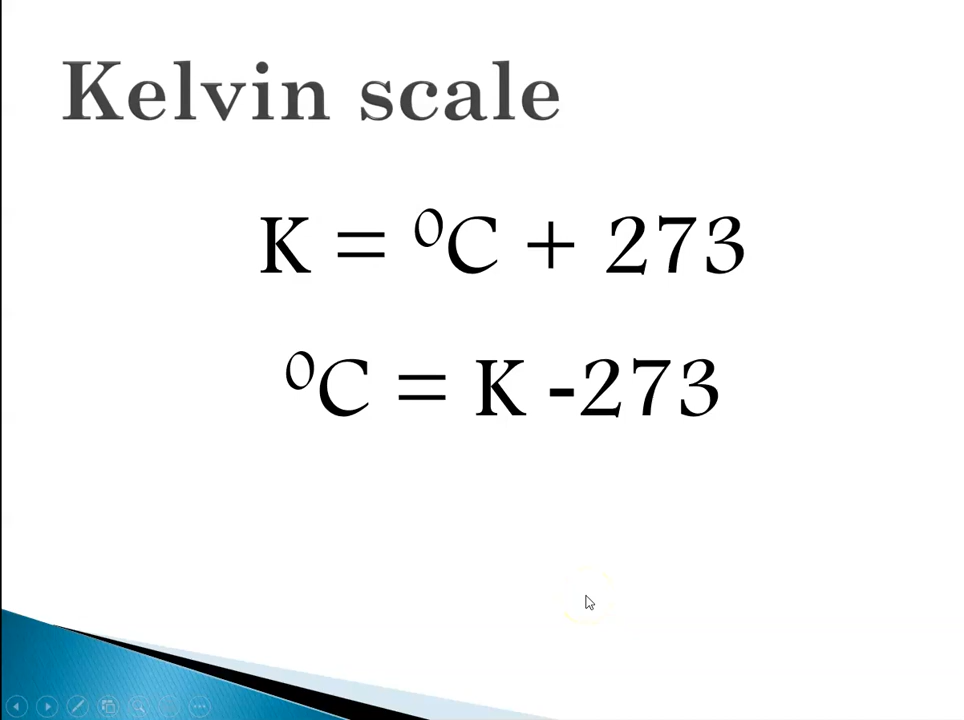 Kelvin scale
K = ⁰C + 273
⁰C = K -273